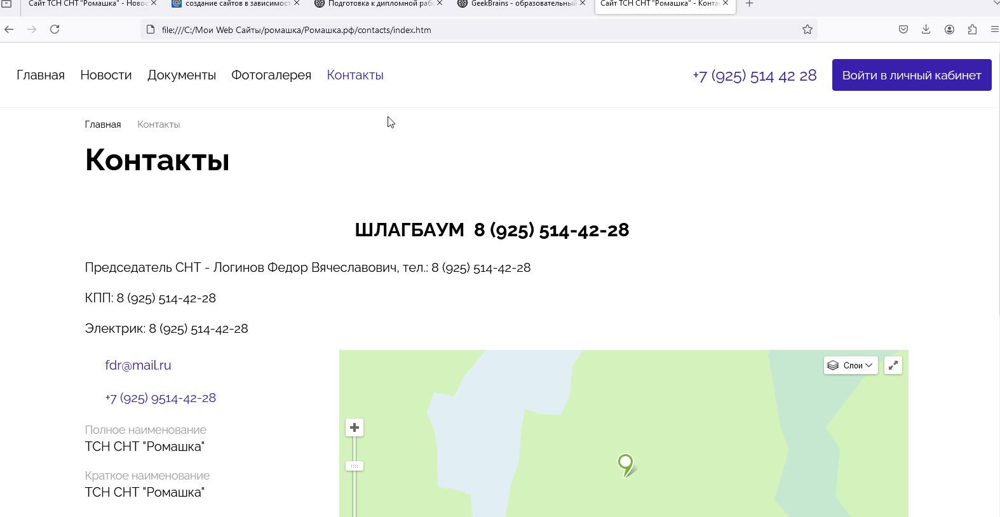 Сайт ТСН СНТ "Ромашка" - Новос
создание сайтов в зависимост
Подготовка к дипломной раб
GeekBrains - образовательный
Сайт ТСН СНТ "Ромашка" - Конта
file:///C:/Мои Web Сайты/ромашка/Ромашка.рф/contacts/index.htm
Главная Новости Документы Фотогалерея Контакты +7 (925) 514 42 28 Войти в личный кабинет
Главная Контакты
Контакты
ШЛАГБАУМ 8 (925) 514-42-28
Председатель СНТ - Логинов Федор Вячеславович, тел.: 8 (925) 514-42-28
КПП: 8 (925) 514-42-28
Электрик: 8 (925) 514-42-28
fdr@mail.ru
+7 (925) 9514-42-28
Полное наименование
ТСН СНТ "Ромашка"
Краткое наименование
ТСН СНТ "Ромашка"
Слои